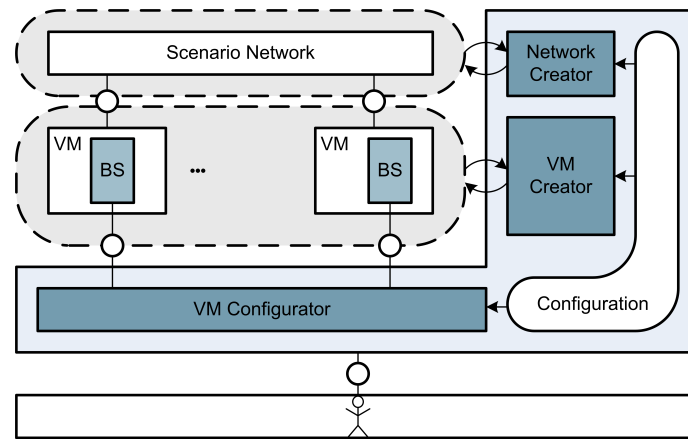 Scenario Network
Network
Creator
VM
BS
...
VM
BS
VM
Creator
VM Configurator
Configuration